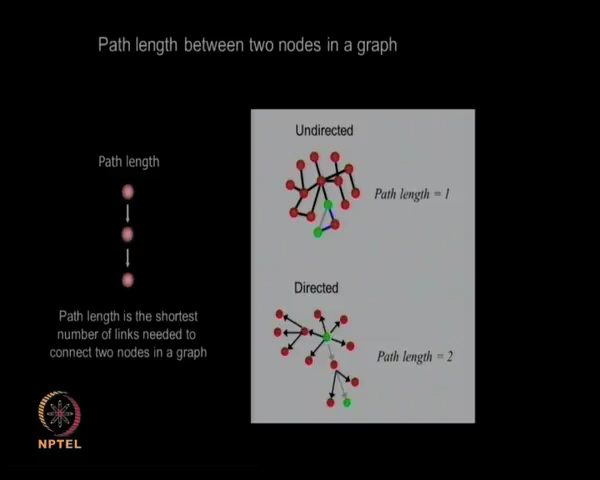 Path length between two nodes in a graph
Path length
Path length is the shortest
number of links needed to
connect two nodes in a graph
Undirected
Path length = 1
Directed
Path length = 2
NPTEL